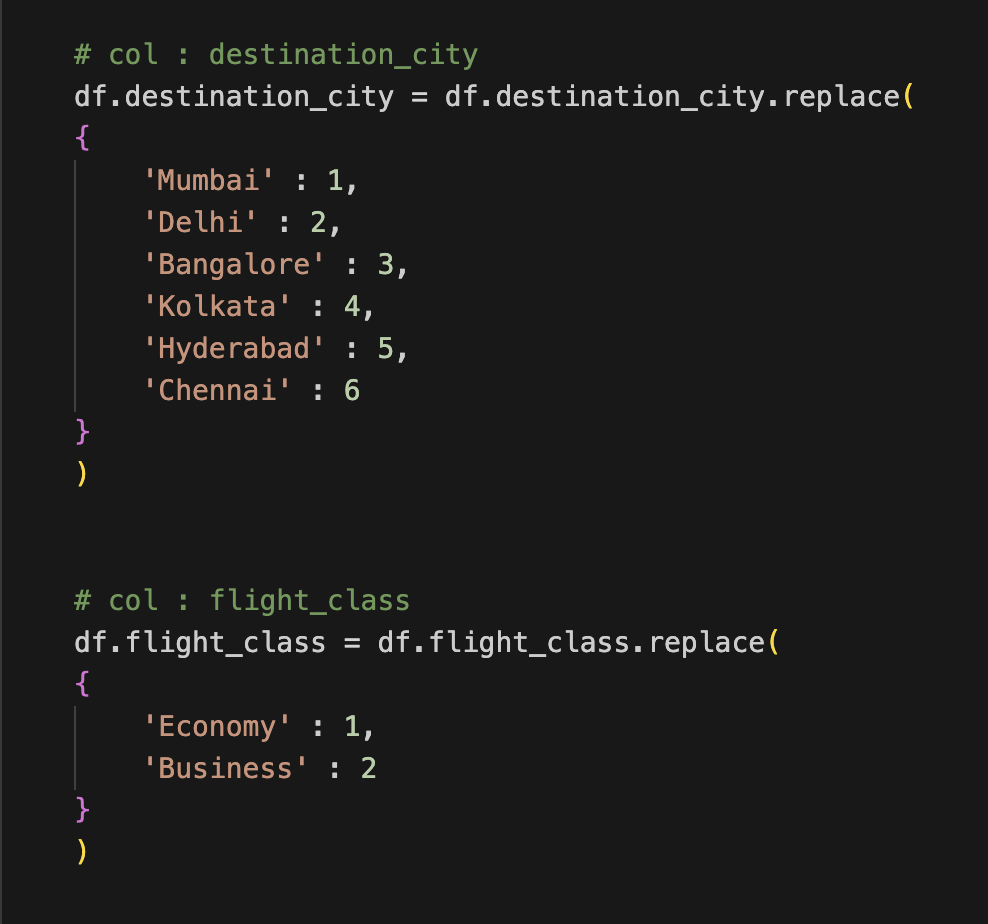 # col : destination_city
df.destination_city = df.destination_city.replace(
{
    'Mumbai' : 1,
    'Delhi' : 2,
    'Bangalore' : 3,
    'Kolkata' : 4,
    'Hyderabad' : 5,
    'Chennai' : 6
}
)
# col : flight_class
df.flight_class = df.flight_class.replace(
{
    'Economy' : 1,
    'Business' : 2
}
)